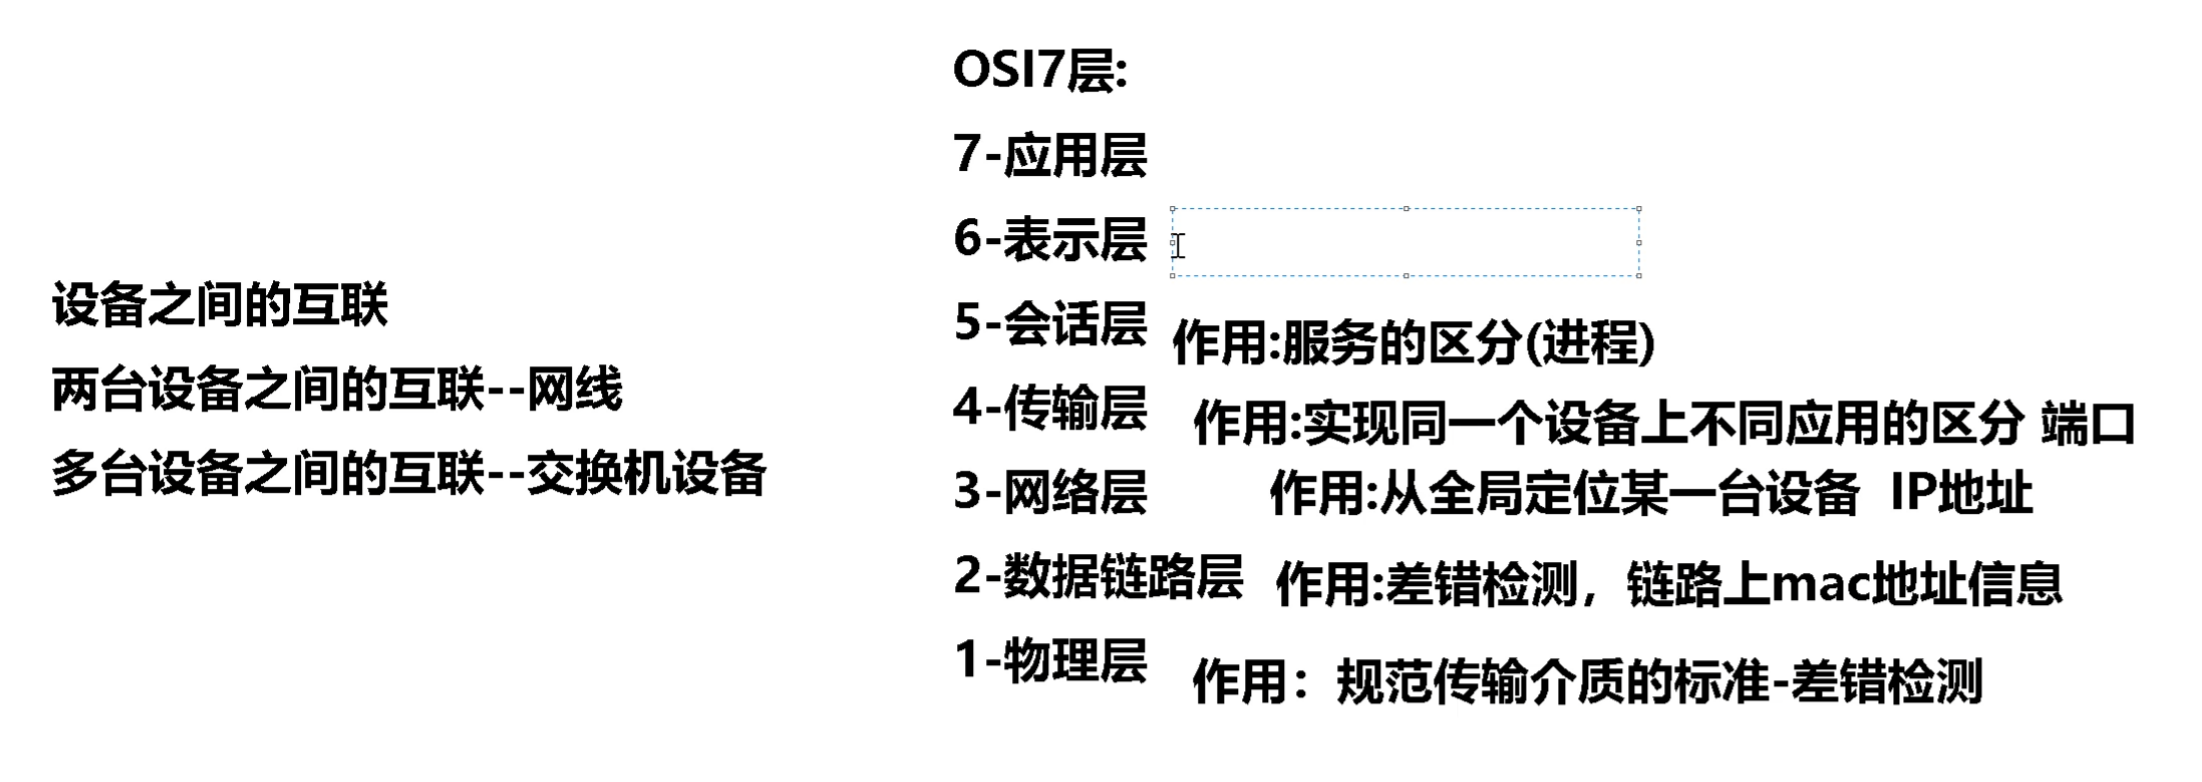 设备之间的互联
两台设备之间的互联--网线
多台设备之间的互联--交换机设备
OSI7层:
7-应用层
6-表示层
5-会话层 作用:服务的区分(进程)
4-传输层 作用:实现同一个设备上不同应用的区分 端口
3-网络层 作用:从全局定位某一台设备 IP地址
2-数据链路层 作用:差错检测，链路上mac地址信息
1-物理层 作用：规范传输介质的标准-差错检测